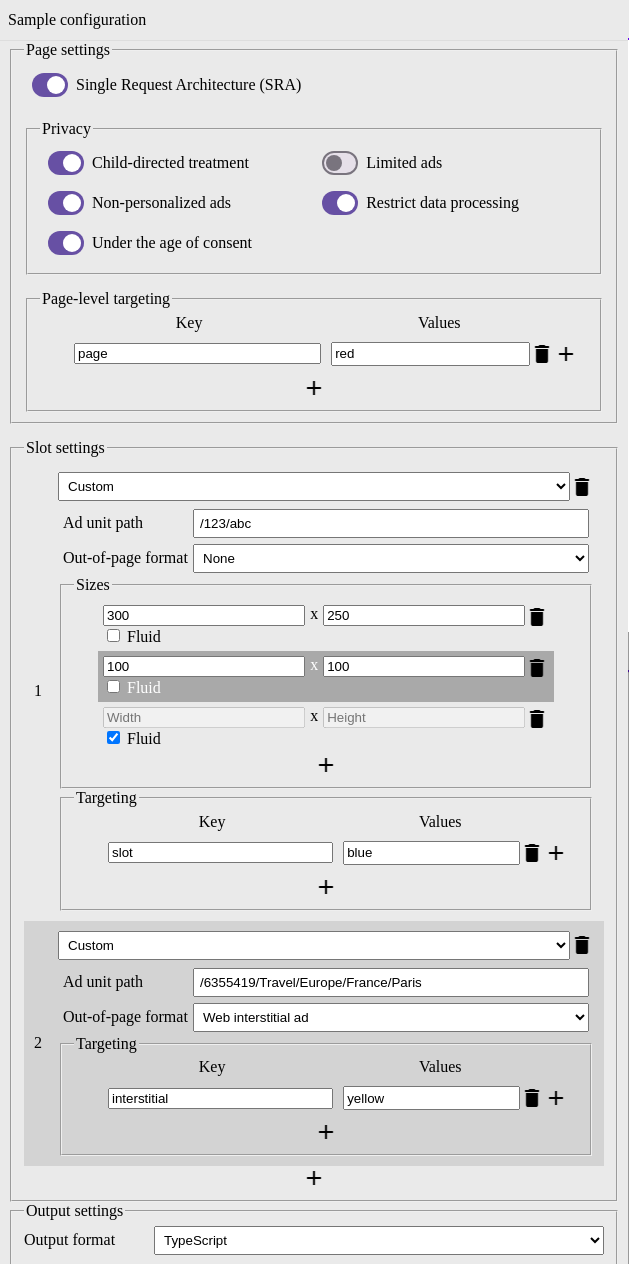 Sample configuration
Page settings
Single Request Architecture (SRA)
Privacy
Child-directed treatment
Limited ads
Non-personalized ads
Restrict data processing
Under the age of consent
Page-level targeting
Key Values
page red
+
+
Slot settings
1
Custom
Ad unit path /123/abc
Out-of-page format None
Sizes
300 x 250
Fluid
100 x 100
Fluid
Width x Height
Fluid
+
Targeting
Key Values
slot blue
+
+
2
Custom
Ad unit path /6355419/Travel/Europe/France/Paris
Out-of-page format Web interstitial ad
Targeting
Key Values
interstitial yellow
+
+
+
Output settings
Output format TypeScript